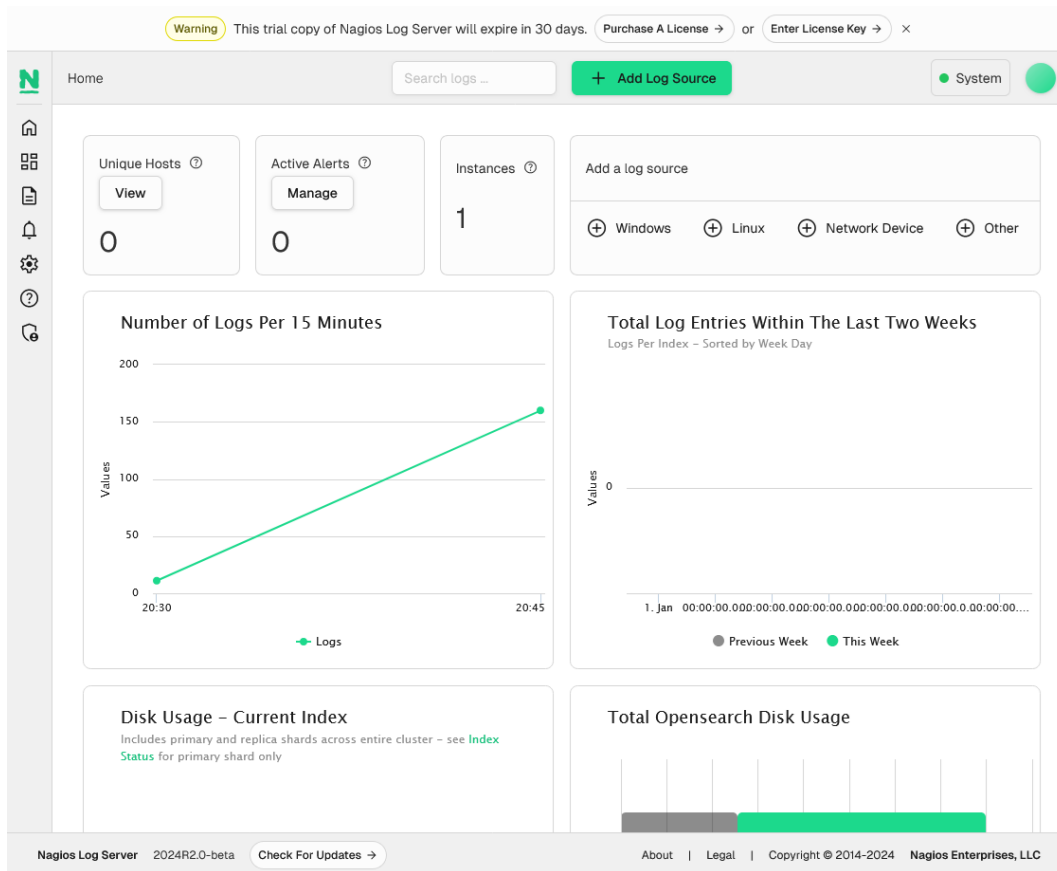 Warning This trial copy of Nagios Log Server will expire in 30 days. Purchase A License → or Enter License Key → ×
N Home Search logs ... + Add Log Source System
Unique Hosts
View
0
Active Alerts
Manage
0
Instances
1
Add a log source
Windows Linux Network Device Other
Number of Logs Per 15 Minutes
200
150
100
50
0
Values
20:30 20:45
Logs
Total Log Entries Within The Last Two Weeks
Logs Per Index – Sorted by Week Day
Values
0
1. Jan 00:00:00.0...
Previous Week This Week
Disk Usage – Current Index
Includes primary and replica shards across entire cluster – see Index
Status for primary shard only
Total Opensearch Disk Usage
Nagios Log Server 2024R2.0-beta Check For Updates → About | Legal | Copyright © 2014-2024 Nagios Enterprises, LLC